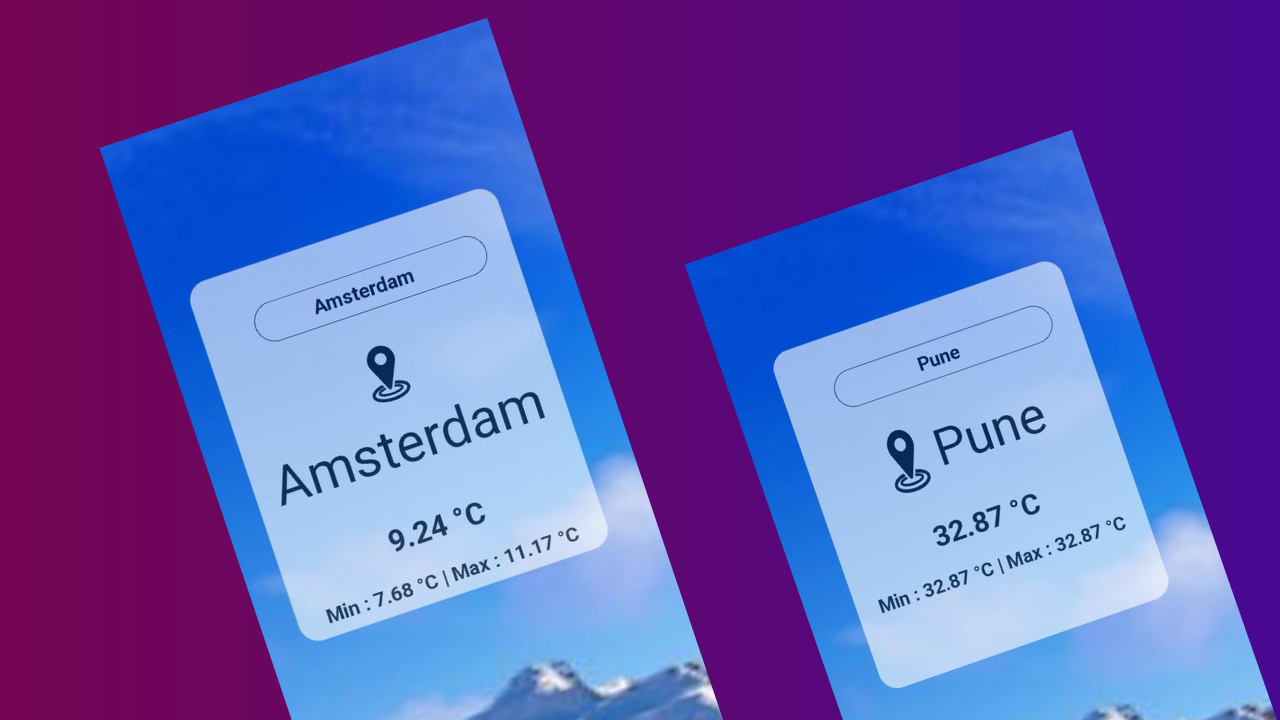 Amsterdam
Amsterdam
9.24 °C
Min : 7.68 °C | Max : 11.17 °C
Pune
Pune
32.87 °C
Min : 32.87 °C | Max : 32.87 °C